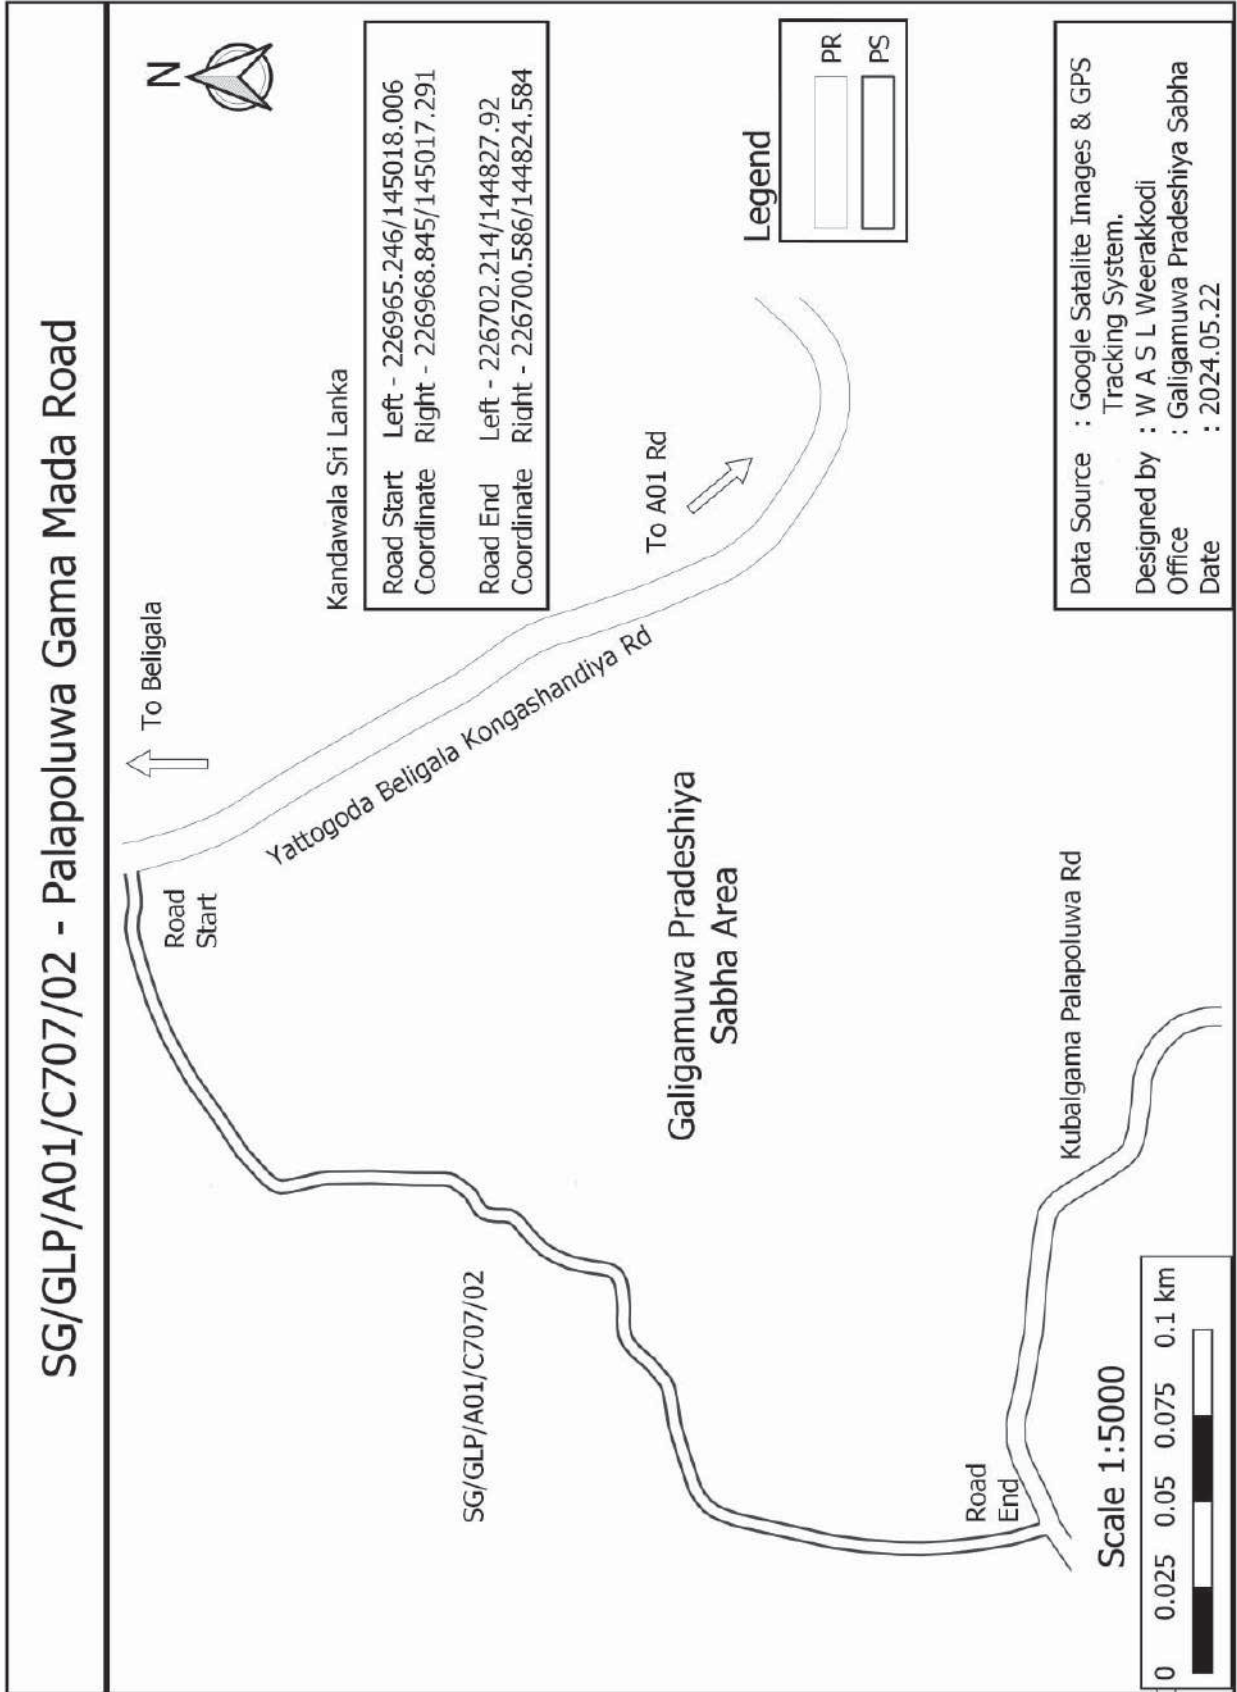 SG/GLP/A01/C707/02 - Palapoluwa Gama Mada Road
N
To Beligala
Kandawala Sri Lanka
Road Start Left - 226965.246/145018.006
Coordinate Right - 226968.845/145017.291
Road End Left - 226702.214/144827.92
Coordinate Right - 226700.586/144824.584
Road
Start
Yattogoda Beligala Kongashandiya Rd
To A01 Rd
Legend
PR
PS
SG/GLP/A01/C707/02
Galigamuwa Pradeshiya
Sabha Area
Kubalgama Palapoluwa Rd
Road
End
Scale 1:5000
0 0.025 0.05 0.075 0.1 km
Data Source : Google Satalite Images & GPS
Tracking System.
Designed by : W A S L Weerakkodi
Office : Galigamuwa Pradeshiya Sabha
Date : 2024.05.22